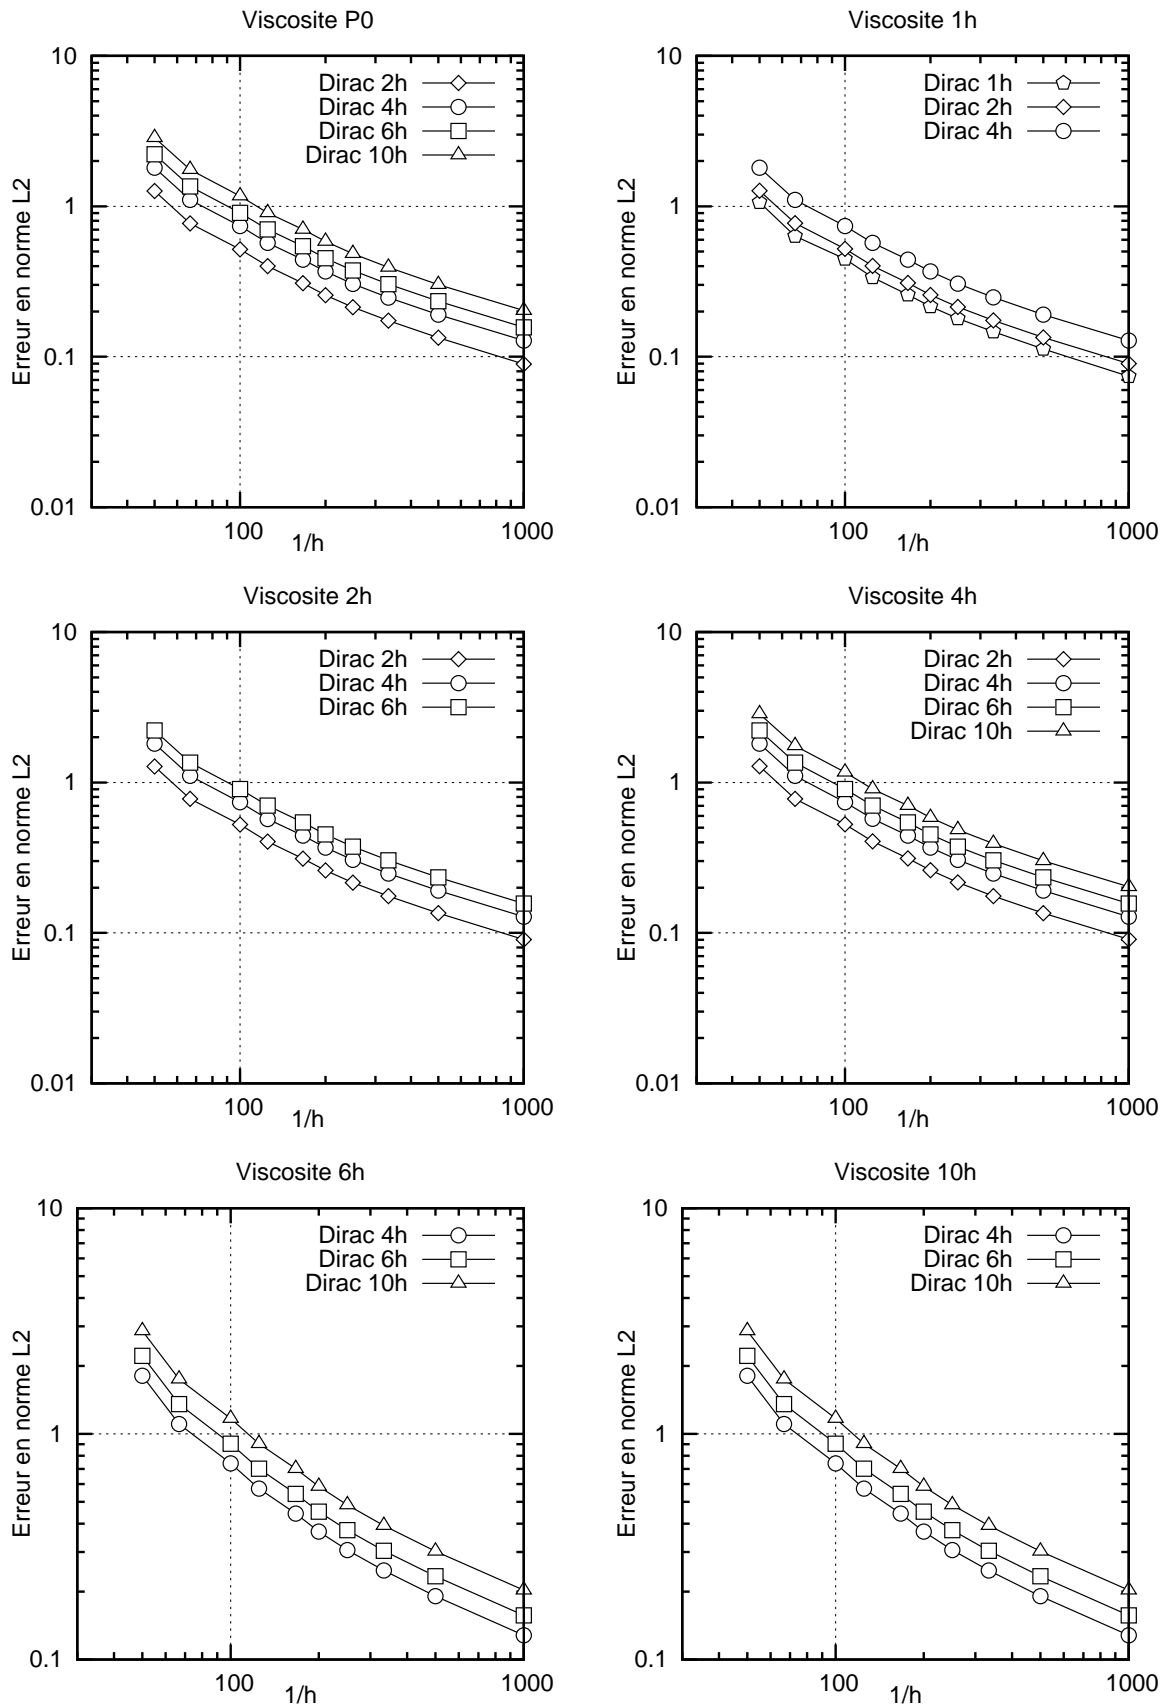 Viscosite P0
10
1
0.1
0.01
Erreur en norme L2
Dirac 2h
Dirac 4h
Dirac 6h
Dirac 10h
100
1000
1/h
Viscosite 1h
10
1
0.1
0.01
Erreur en norme L2
Dirac 1h
Dirac 2h
Dirac 4h
100
1000
1/h
Viscosite 2h
10
1
0.1
0.01
Erreur en norme L2
Dirac 2h
Dirac 4h
Dirac 6h
100
1000
1/h
Viscosite 4h
10
1
0.1
0.01
Erreur en norme L2
Dirac 2h
Dirac 4h
Dirac 6h
Dirac 10h
100
1000
1/h
Viscosite 6h
10
1
0.1
Erreur en norme L2
Dirac 4h
Dirac 6h
Dirac 10h
100
1000
1/h
Viscosite 10h
10
1
0.1
Erreur en norme L2
Dirac 4h
Dirac 6h
Dirac 10h
100
1000
1/h